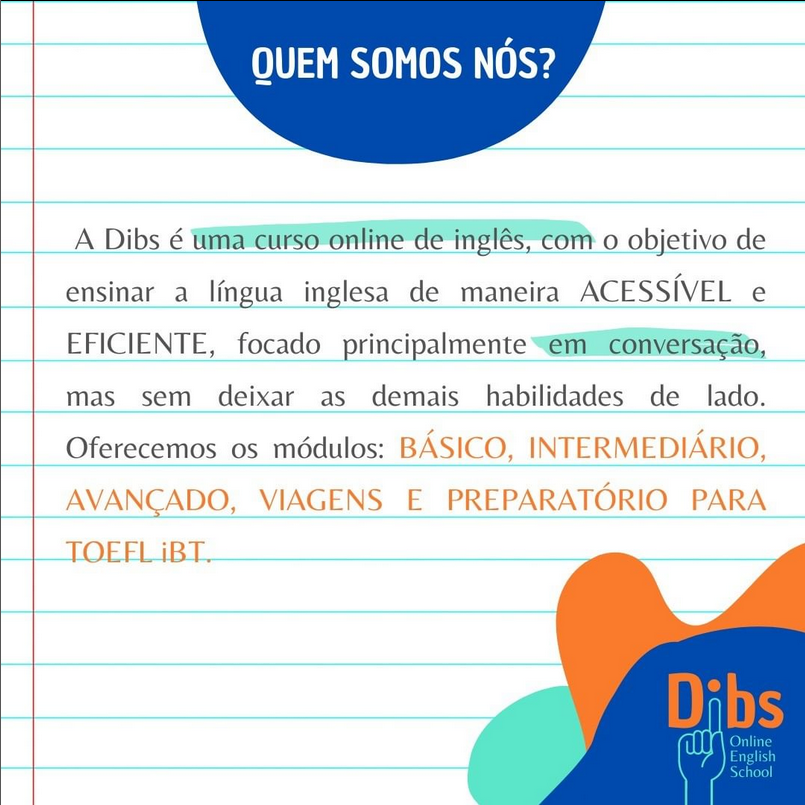 QUEM SOMOS NÓS?
A Dibs é uma curso online de inglês, com o objetivo de
ensinar a língua inglesa de maneira ACESSÍVEL e
EFICIENTE, focado principalmente em conversação,
mas sem deixar as demais habilidades de lado.
Oferecemos os módulos: BÁSICO, INTERMEDIÁRIO,
AVANÇADO, VIAGENS E PREPARATÓRIO PARA
TOEFL iBT.
Dibs
Online
English
School